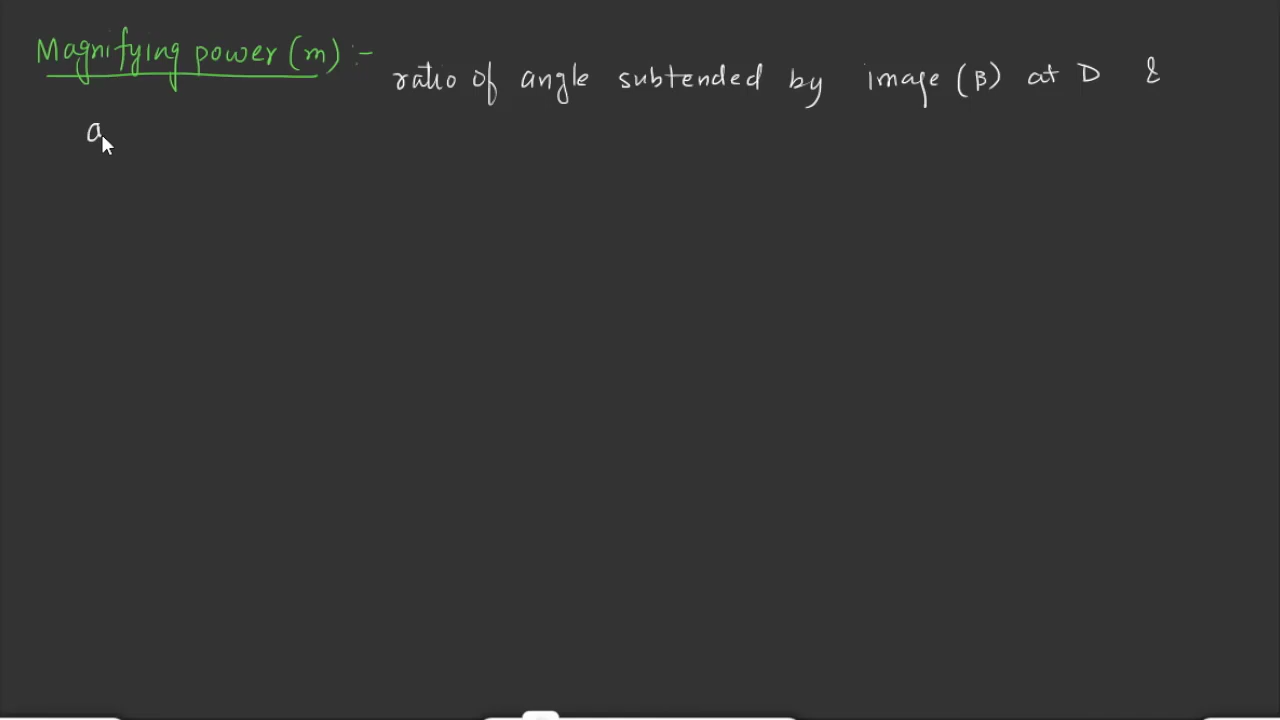 Magnifying power (m) :-
ratio of angle subtended by image (β) at D &
a